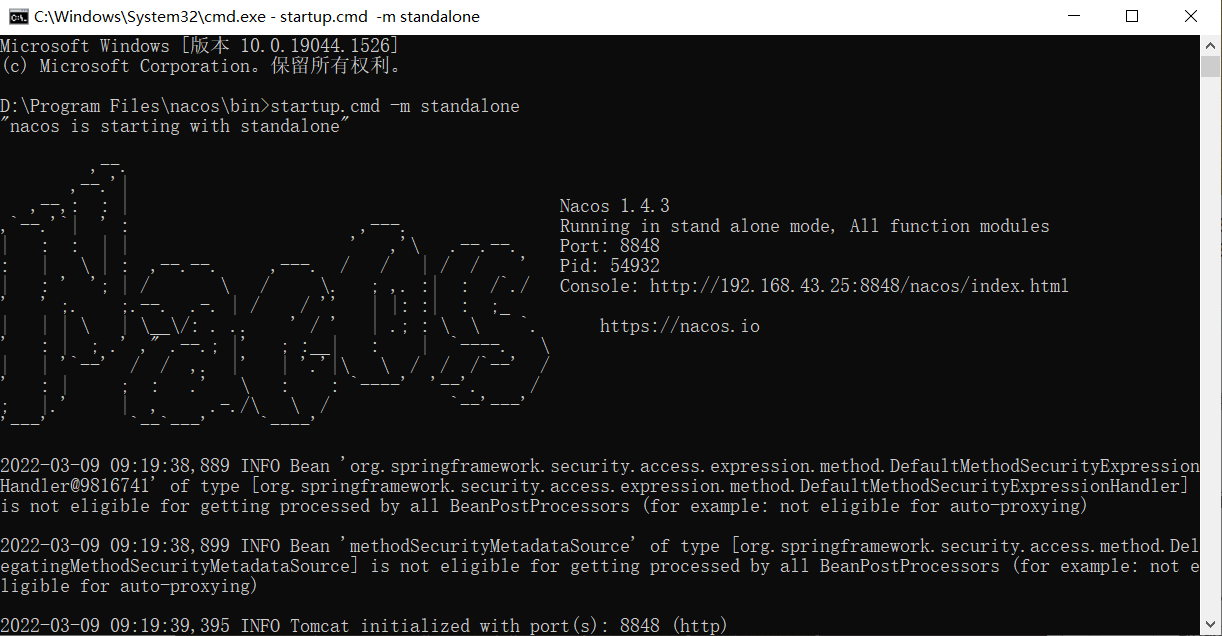 C:\Windows\System32\cmd.exe - startup.cmd  -m standalone
Microsoft Windows [版本 10.0.19044.1526]
(c) Microsoft Corporation。保留所有权利。
D:\Program Files\nacos\bin>startup.cmd -m standalone
"nacos is starting with standalone"
Nacos 1.4.3
Running in stand alone mode, All function modules
Port: 8848
Pid: 54932
Console: http://192.168.43.25:8848/nacos/index.html
https://nacos.io
2022-03-09 09:19:38,889 INFO Bean 'org.springframework.security.access.expression.method.DefaultMethodSecurityExpression
Handler@9816741' of type [org.springframework.security.access.expression.method.DefaultMethodSecurityExpressionHandler]
is not eligible for getting processed by all BeanPostProcessors (for example: not eligible for auto-proxying)
2022-03-09 09:19:38,899 INFO Bean 'methodSecurityMetadataSource' of type [org.springframework.security.access.method.Del
egatingMethodSecurityMetadataSource] is not eligible for getting processed by all BeanPostProcessors (for example: not e
ligible for auto-proxying)
2022-03-09 09:19:39,395 INFO Tomcat initialized with port(s): 8848 (http)